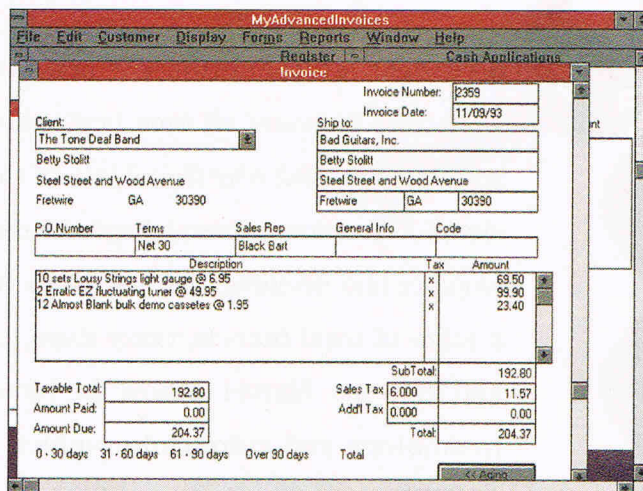 MyAdvancedInvoices
File Edit Customer Display Forms Reports Window Help
Register Cash Applications
Invoice
Invoice Number: 2359
Invoice Date: 11/09/93
Client: Ship to:
The Tone Deaf Band Bad Guitars, Inc.
Betty Stolitt Betty Stolitt
Steel Street and Wood Avenue Steel Street and Wood Avenue
Fretwire GA 30390 Fretwire GA 30390
P.O.Number Terms Sales Rep General Info Code
Net 30 Black Bart
Description Tax Amount
10 sets Lousy Strings light gauge @ 6.95 x 69.50
2 Erratic EZ fluctuating tuner @ 49.95 x 99.90
12 Almost Blank bulk demo cassetes @ 1.95 x 23.40
SubTotal: 192.80
Taxable Total: 192.80 Sales Tax 6.000 11.57
Amount Paid: 0.00 Add'l Tax 0.000 0.00
Amount Due: 204.37 Total: 204.37
0 - 30 days 31 - 60 days 61 - 90 days Over 90 days Total
<< Aging